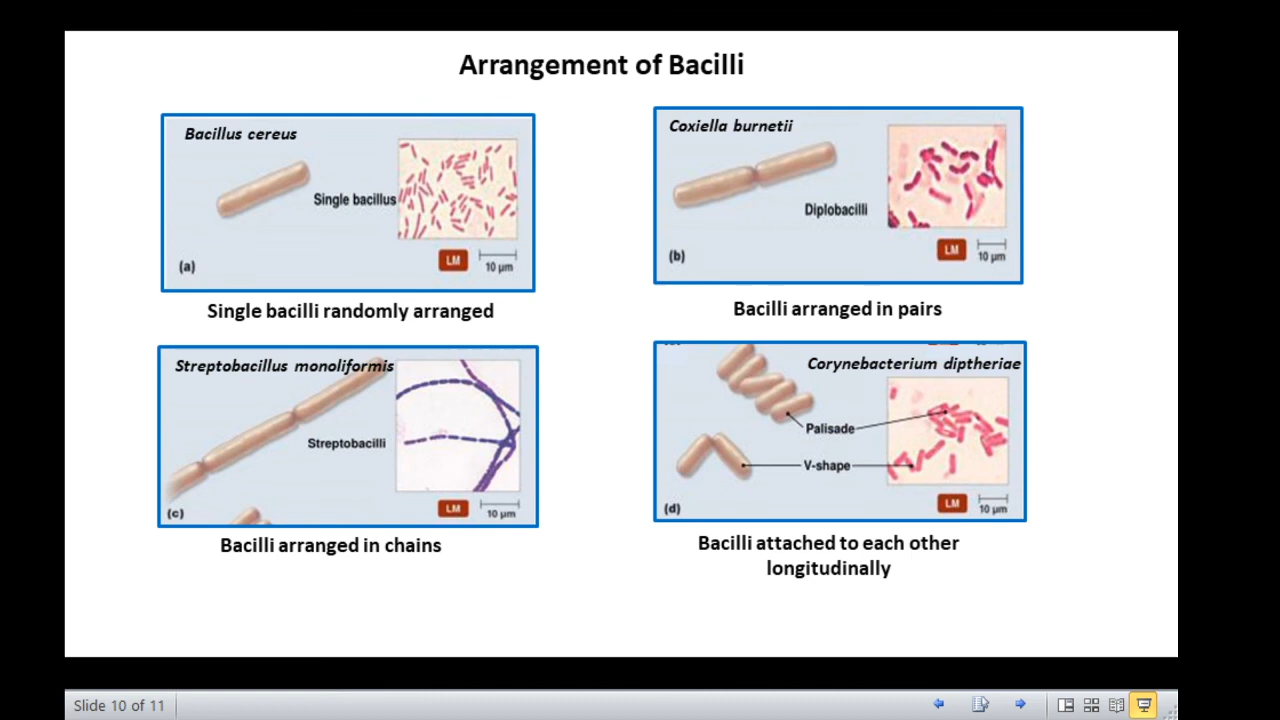 Arrangement of Bacilli
Bacillus cereus
Single bacillus
(a)
LM
10 µm
Single bacilli randomly arranged
Coxiella burnetii
Diplobacilli
(b)
LM
10 µm
Bacilli arranged in pairs
Streptobacillus monoliformis
Streptobacilli
(c)
LM
10 µm
Bacilli arranged in chains
Corynebacterium diptheriae
Palisade
V-shape
(d)
LM
10 µm
Bacilli attached to each other
longitudinally
Slide 10 of 11